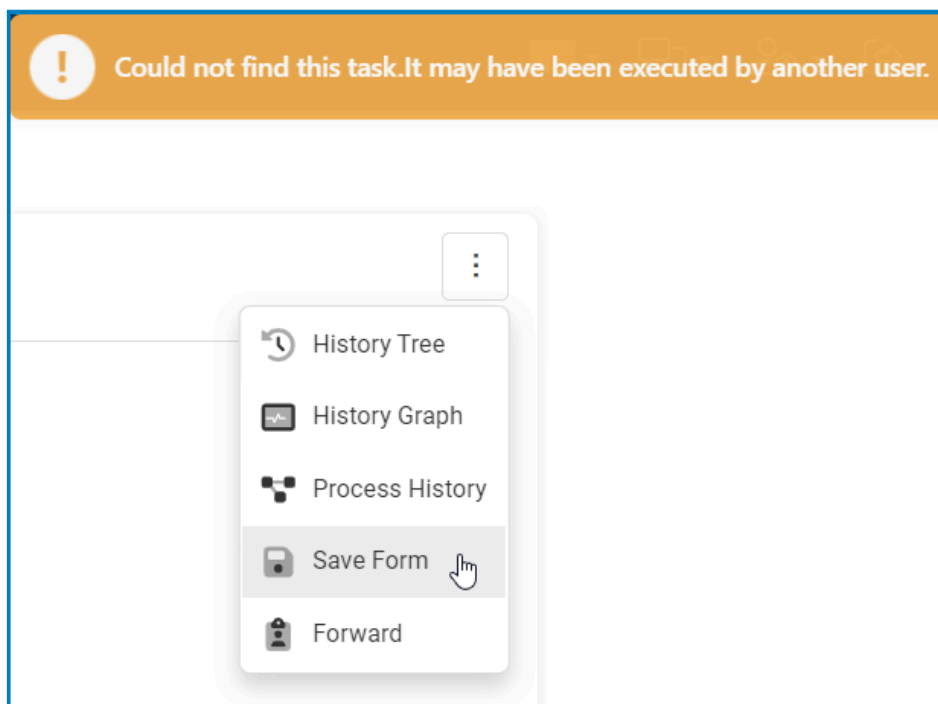 Could not find this task.It may have been executed by another user.
History Tree
History Graph
Process History
Save Form
Forward